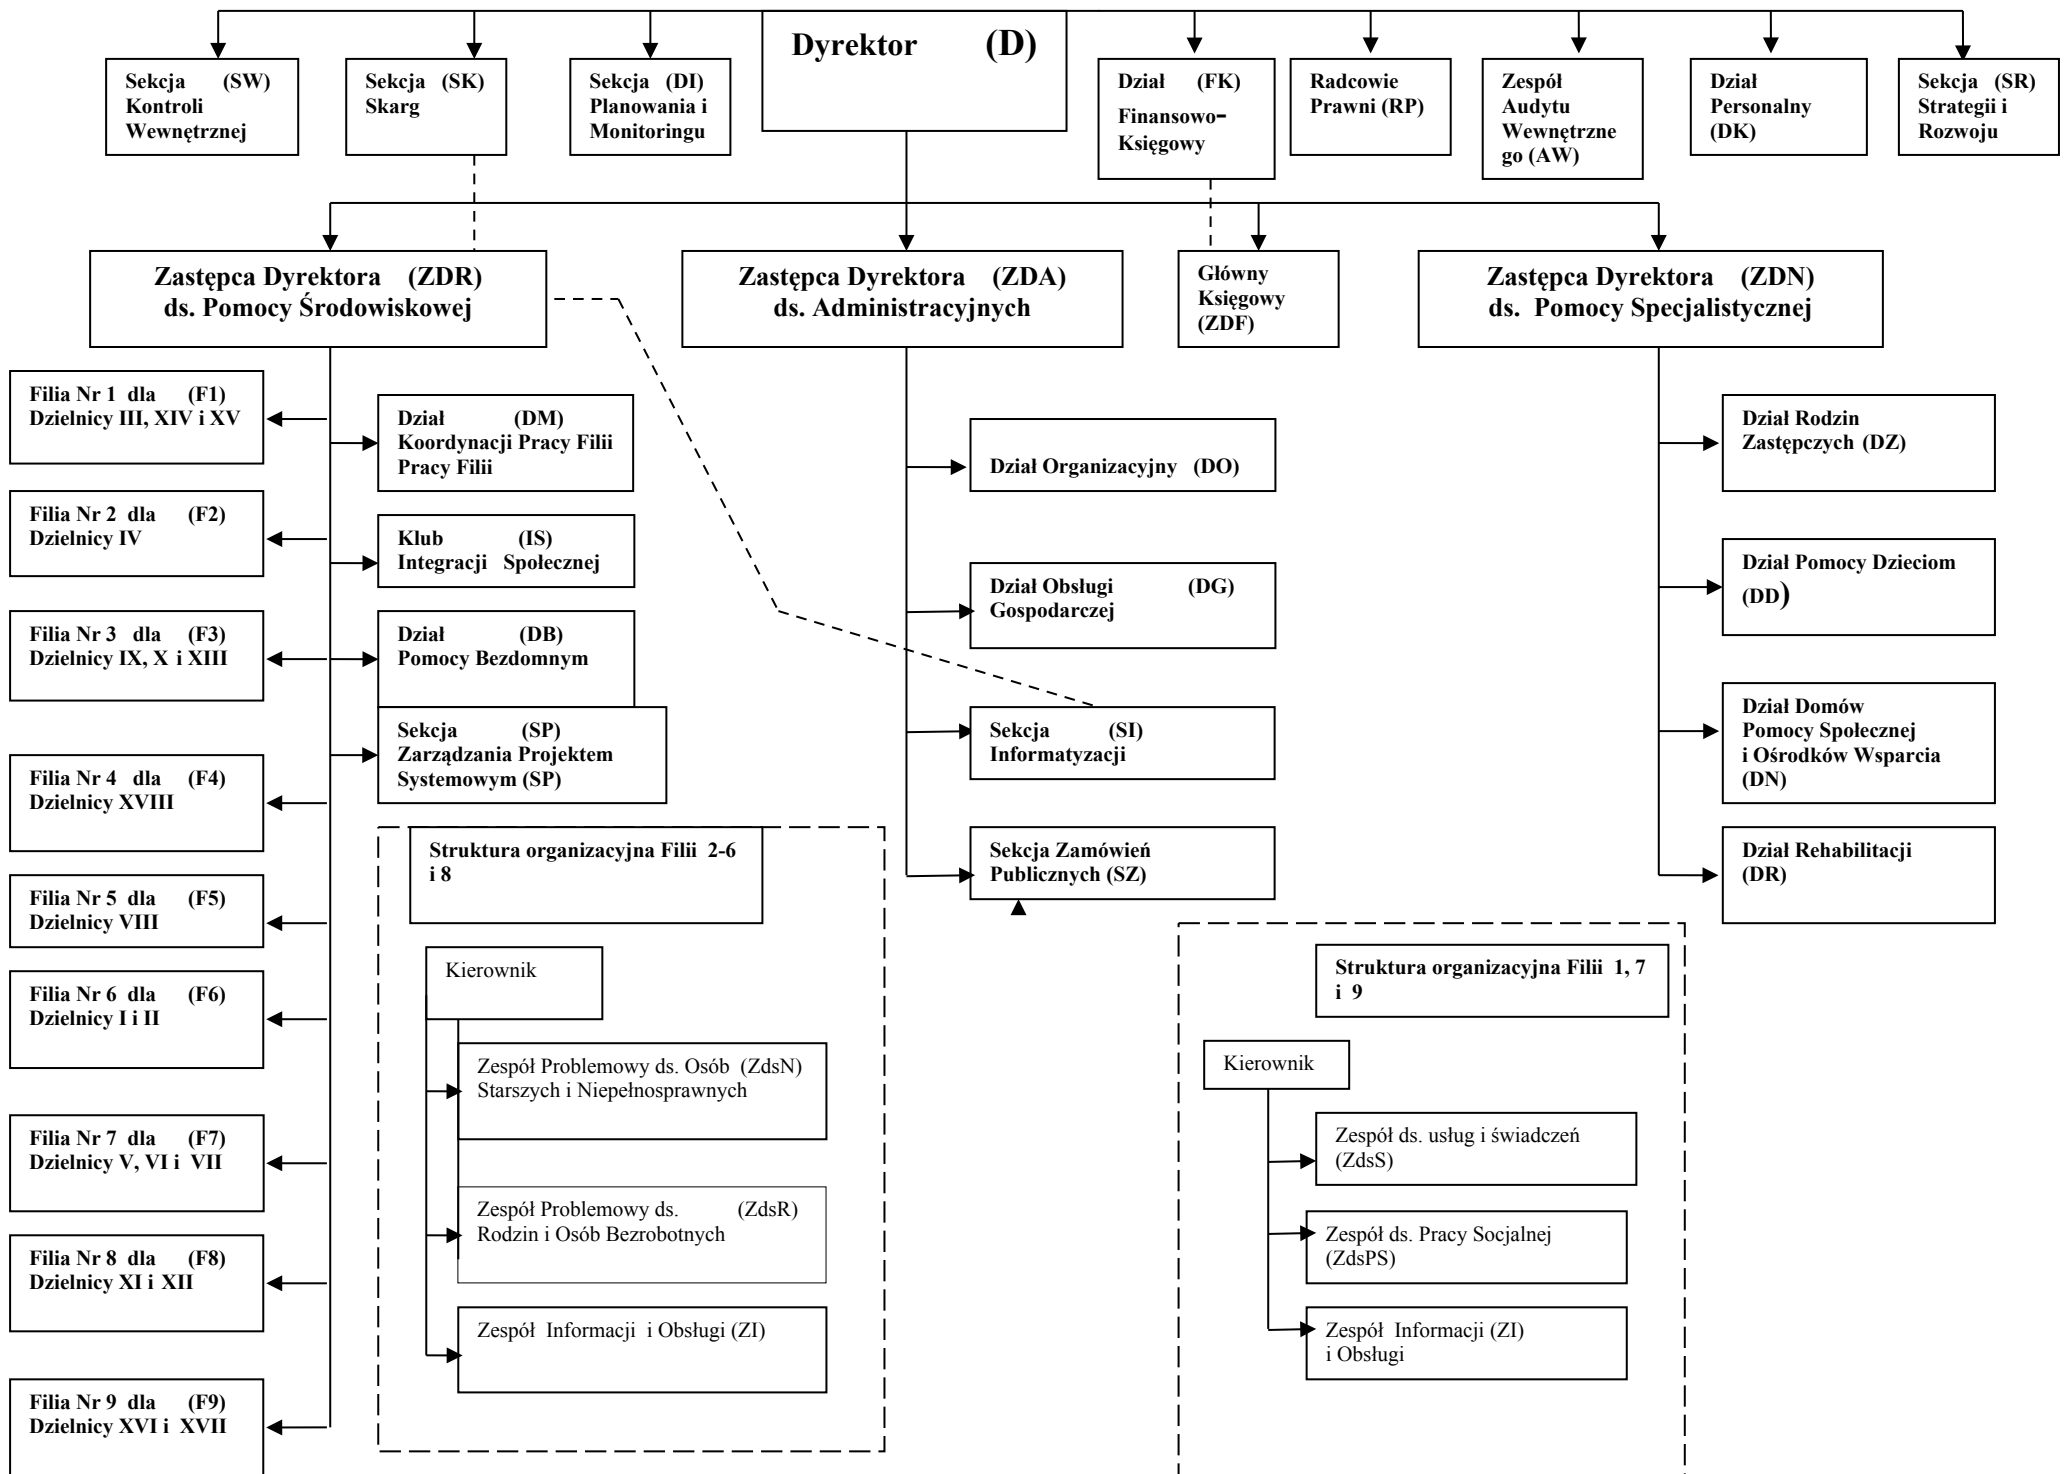 Dyrektor (D)
Sekcja (SW)
Kontroli
Wewnętrznej
Sekcja (SK)
Skarg
Sekcja (DI)
Planowania i
Monitoringu
Dział (FK)
Finansowo-
Księgowy
Radcowie
Prawni (RP)
Zespół
Audytu
Wewnętrzne
go (AW)
Dział
Personalny
(DK)
Sekcja (SR)
Strategii i
Rozwoju
Zastępca Dyrektora (ZDR)
ds. Pomocy Środowiskowej
Zastępca Dyrektora (ZDA)
ds. Administracyjnych
Główny
Księgowy
(ZDF)
Zastępca Dyrektora (ZDN)
ds. Pomocy Specjalistycznej
Filia Nr 1 dla (F1)
Dzielnicy III, XIV i XV
Filia Nr 2 dla (F2)
Dzielnicy IV
Filia Nr 3 dla (F3)
Dzielnicy IX, X i XIII
Filia Nr 4 dla (F4)
Dzielnicy XVIII
Filia Nr 5 dla (F5)
Dzielnicy VIII
Filia Nr 6 dla (F6)
Dzielnicy I i II
Filia Nr 7 dla (F7)
Dzielnicy V, VI i VII
Filia Nr 8 dla (F8)
Dzielnicy XI i XII
Filia Nr 9 dla (F9)
Dzielnicy XVI i XVII
Dział (DM)
Koordynacji Pracy Filii
Pracy Filii
Klub (IS)
Integracji Społecznej
Dział (DB)
Pomocy Bezdomnym
Sekcja (SP)
Zarządzania Projektem
Systemowym (SP)
Dział Organizacyjny (DO)
Dział Obsługi (DG)
Gospodarczej
Sekcja (SI)
Informatyzacji
Sekcja Zamówień
Publicznych (SZ)
Dział Rodzin
Zastępczych (DZ)
Dział Pomocy Dzieciom
(DD)
Dział Domów
Pomocy Społecznej
i Ośrodków Wsparcia
(DN)
Dział Rehabilitacji
(DR)
Struktura organizacyjna Filii 2-6
i 8
Kierownik
Zespół Problemowy ds. Osób (ZdsN)
Starszych i Niepełnosprawnych
Zespół Problemowy ds. (ZdsR)
Rodzin i Osób Bezrobotnych
Zespół Informacji i Obsługi (ZI)
Struktura organizacyjna Filii 1, 7
i 9
Kierownik
Zespół ds. usług i świadczeń
(ZdsS)
Zespół ds. Pracy Socjalnej
(ZdsPS)
Zespół Informacji (ZI)
i Obsługi